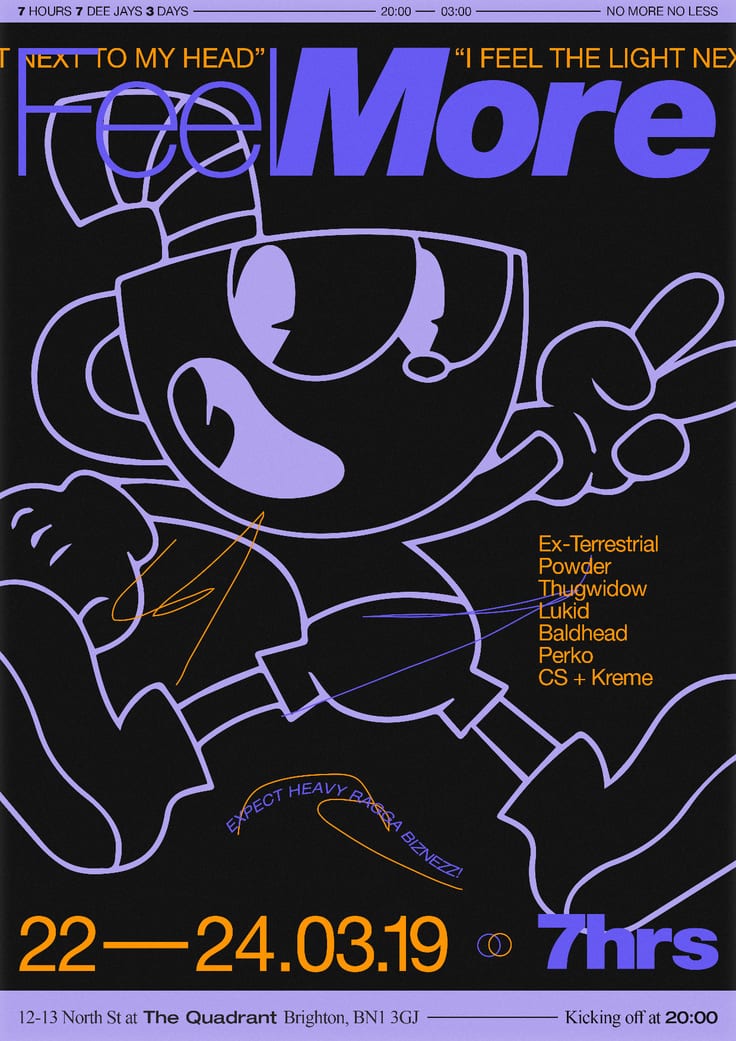 7 HOURS 7 DEE JAYS 3 DAYS 20:00 03:00 NO MORE NO LESS
T NEXT TO MY HEAD” “I FEEL THE LIGHT NEX
FeelMore
Ex-Terrestrial
Powder
Thugwidow
Lukid
Baldhead
Perko
CS + Kreme
EXPECT HEAVY RAGGA BIZNEZZ!
22—24.03.19 7hrs
12-13 North St at The Quadrant Brighton, BN1 3GJ Kicking off at 20:00